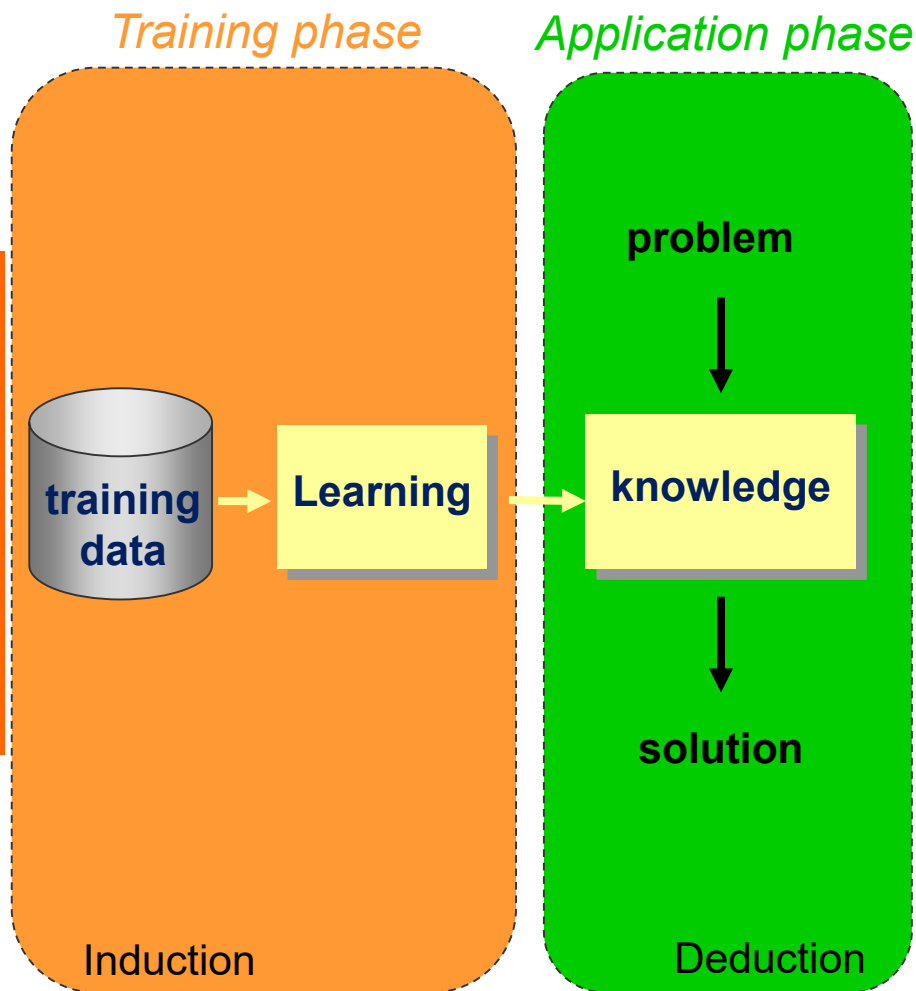 Training phase
Application phase
problem
training
data
Learning
knowledge
solution
Induction
Deduction